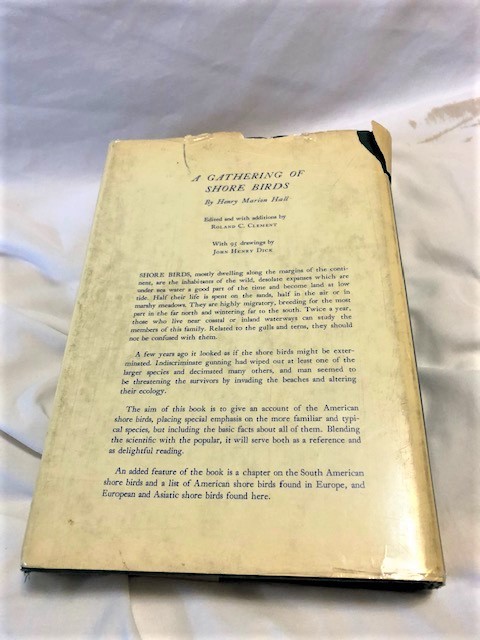 A GATHERING OF
SHORE BIRDS
By Henry Marion Hall
Edited and with additions by
ROLAND C. CLEMENT
With 95 drawings by
JOHN HENRY DICK
SHORE BIRDS, mostly dwelling along the margins of the conti-
nent, are the inhabitants of the wild, desolate expanses which are
under sea water a good part of the time and become land at low
tide. Half their life is spent on the sands, half in the air or in
marshy meadows. They are highly migratory, breeding for the most
part in the far north and wintering far to the south. Twice a year,
those who live near coastal or inland waterways can study the
members of this family. Related to the gulls and terns, they should
not be confused with them.
A few years ago it looked as if the shore birds might be exter-
minated. Indiscriminate gunning had wiped out at least one of the
larger species and decimated many others, and man seemed to
be threatening the survivors by invading the beaches and altering
their ecology.
The aim of this book is to give an account of the American
shore birds, placing special emphasis on the more familiar and typi-
cal species, but including the basic facts about all of them. Blending
the scientific with the popular, it will serve both as a reference and
as delightful reading.
An added feature of the book is a chapter on the South American
shore birds and a list of American shore birds found in Europe, and
European and Asiatic shore birds found here.